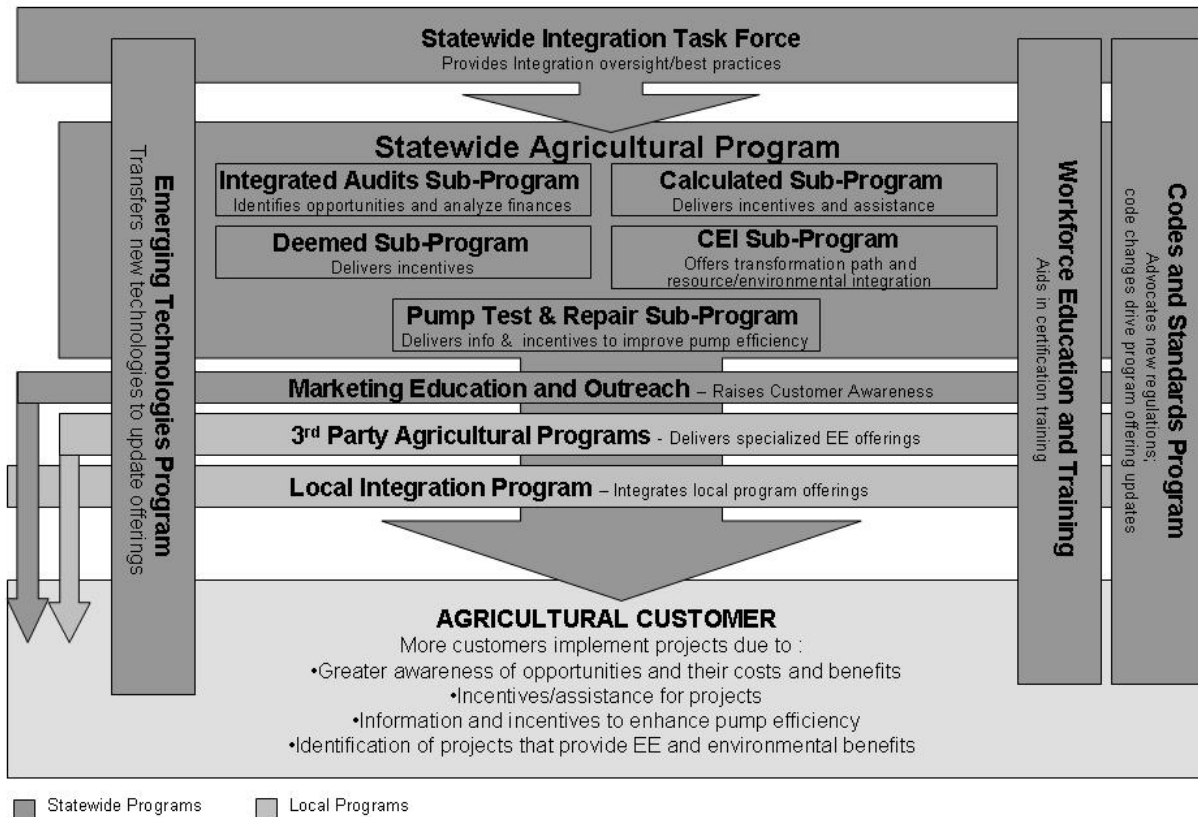 Statewide Integration Task Force
Provides Integration oversight/best practices
Statewide Agricultural Program
Integrated Audits Sub-Program
Identifies opportunities and analyze finances
Calculated Sub-Program
Delivers incentives and assistance
Deemed Sub-Program
Delivers incentives
CEI Sub-Program
Offers transformation path and
resource/environmental integration
Pump Test & Repair Sub-Program
Delivers info & incentives to improve pump efficiency
Marketing Education and Outreach – Raises Customer Awareness
3rd Party Agricultural Programs - Delivers specialized EE offerings
Local Integration Program – Integrates local program offerings
Emerging Technologies Program
Transfers new technologies to update offerings
Workforce Education and Training
Aids in certification training
Codes and Standards Program
Advocates new regulations;
code changes drive program offering updates
AGRICULTURAL CUSTOMER
More customers implement projects due to :
•Greater awareness of opportunities and their costs and benefits
•Incentives/assistance for projects
•Information and incentives to enhance pump efficiency
•Identification of projects that provide EE and environmental benefits
Statewide Programs
Local Programs